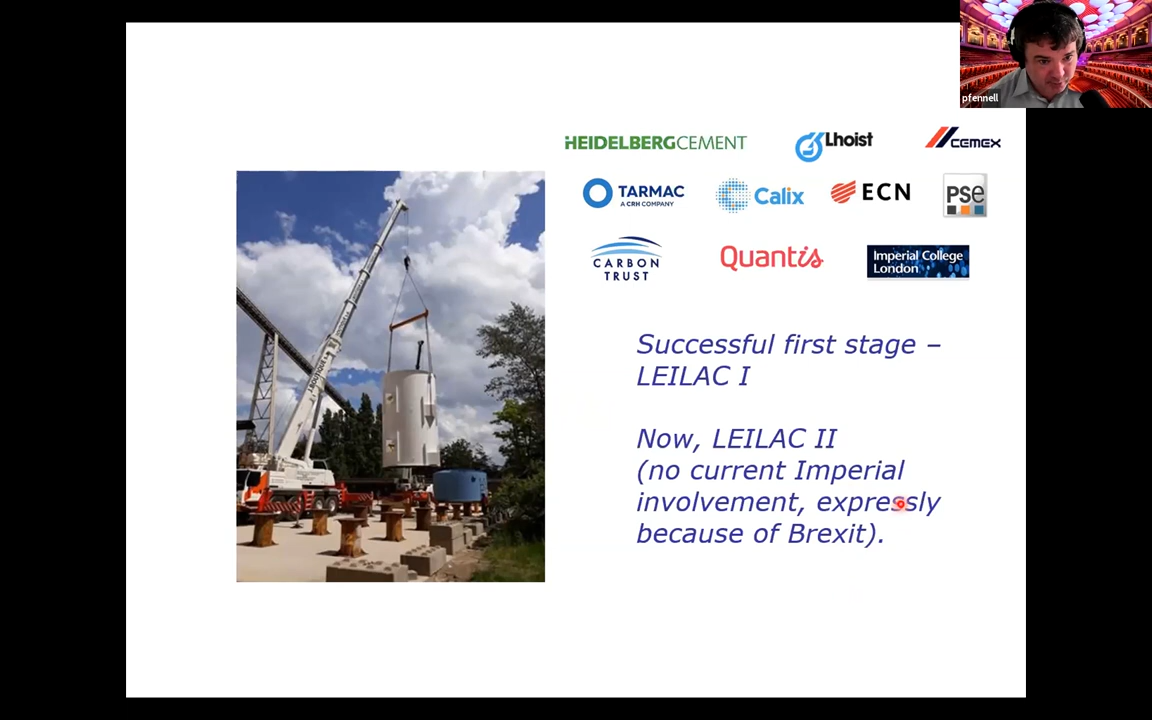 pfennell
HEIDELBERGCEMENT
Lhoist
CEMEX
TARMAC
A CRH COMPANY
Calix
ECN
PSe
CARBON
TRUST
Quantis
Imperial College
London
Successful first stage –
LEILAC I
Now, LEILAC II
(no current Imperial
involvement, expressly
because of Brexit).